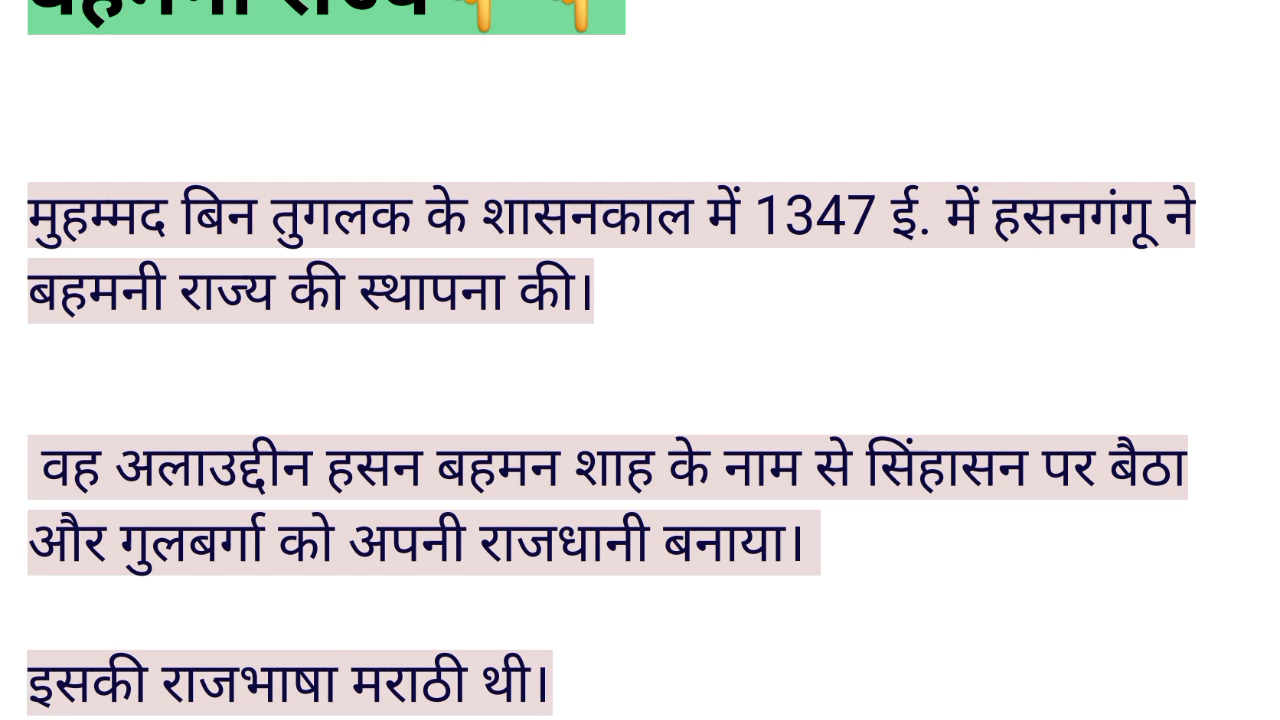 बहमनी राज्य👇👇
मुहम्मद बिन तुगलक के शासनकाल में 1347 ई. में हसनगंगू ने
बहमनी राज्य की स्थापना की।
वह अलाउद्दीन हसन बहमन शाह के नाम से सिंहासन पर बैठा
और गुलबर्गा को अपनी राजधानी बनाया।
इसकी राजभाषा मराठी थी।